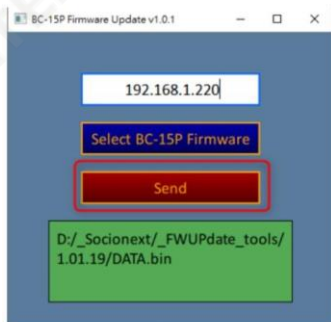 BC-15P Firmware Update v1.0.1
192.168.1.220
Select BC-15P Firmware
Send
D:/_Socionext/_FWUPdate_tools/
1.01.19/DATA.bin